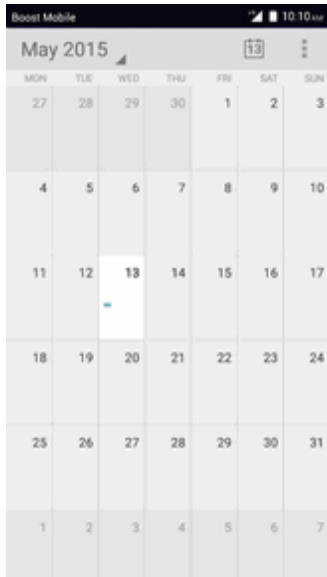 Boost Mobile 10:10 AM
May 2015 13
MON TUE WED THU FRI SAT SUN
27 28 29 30 1 2 3
4 5 6 7 8 9 10
11 12 13 14 15 16 17
18 19 20 21 22 23 24
25 26 27 28 29 30 31
1 2 3 4 5 6 7